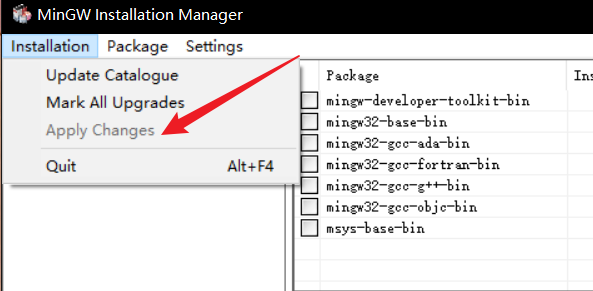 MinGW Installation Manager
Installation Package Settings
Update Catalogue
Mark All Upgrades
Apply Changes
Quit Alt+F4
Package Ins
mingw-developer-toolkit-bin
mingw32-base-bin
mingw32-gcc-ada-bin
mingw32-gcc-fortran-bin
mingw32-gcc-g++-bin
mingw32-gcc-objc-bin
msys-base-bin